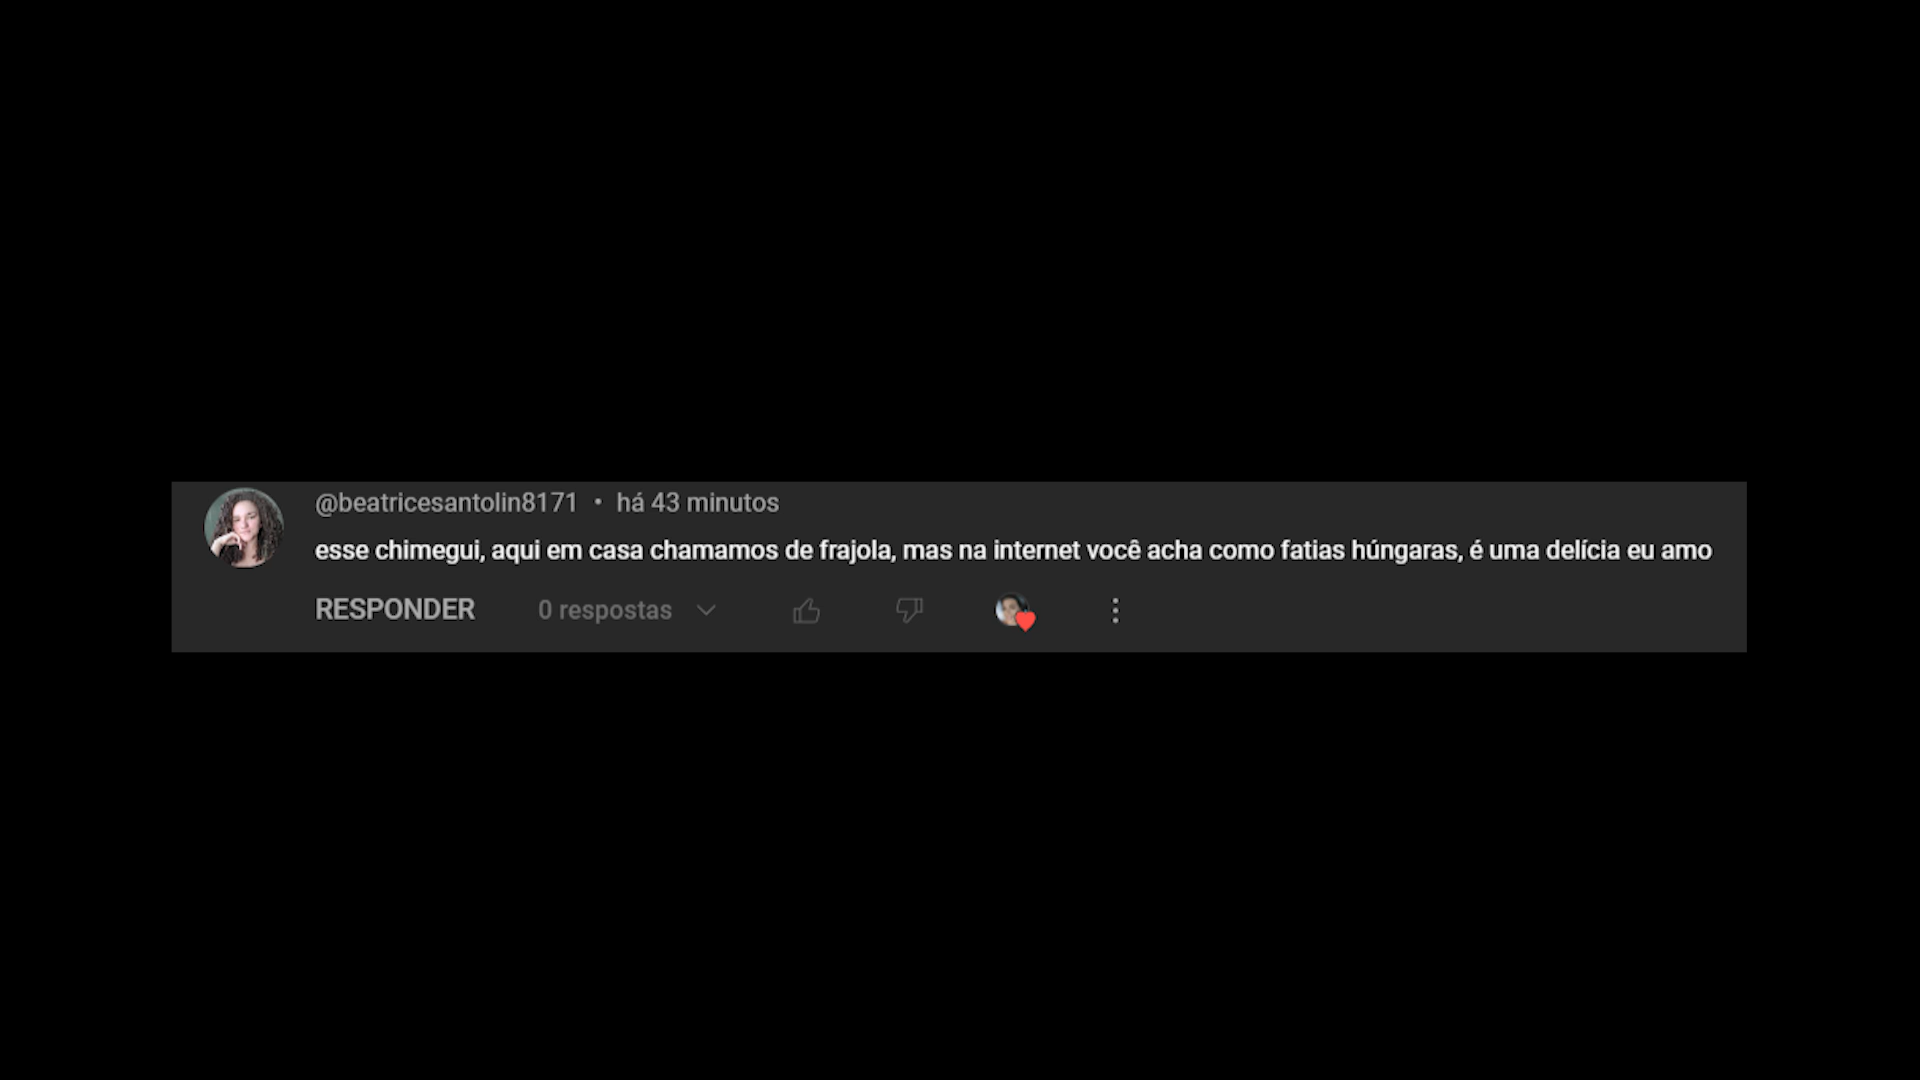 @beatricesantolin8171 • há 43 minutos
esse chimegui, aqui em casa chamamos de frajola, mas na internet você acha como fatias húngaras, é uma delícia eu amo
RESPONDER 0 respostas